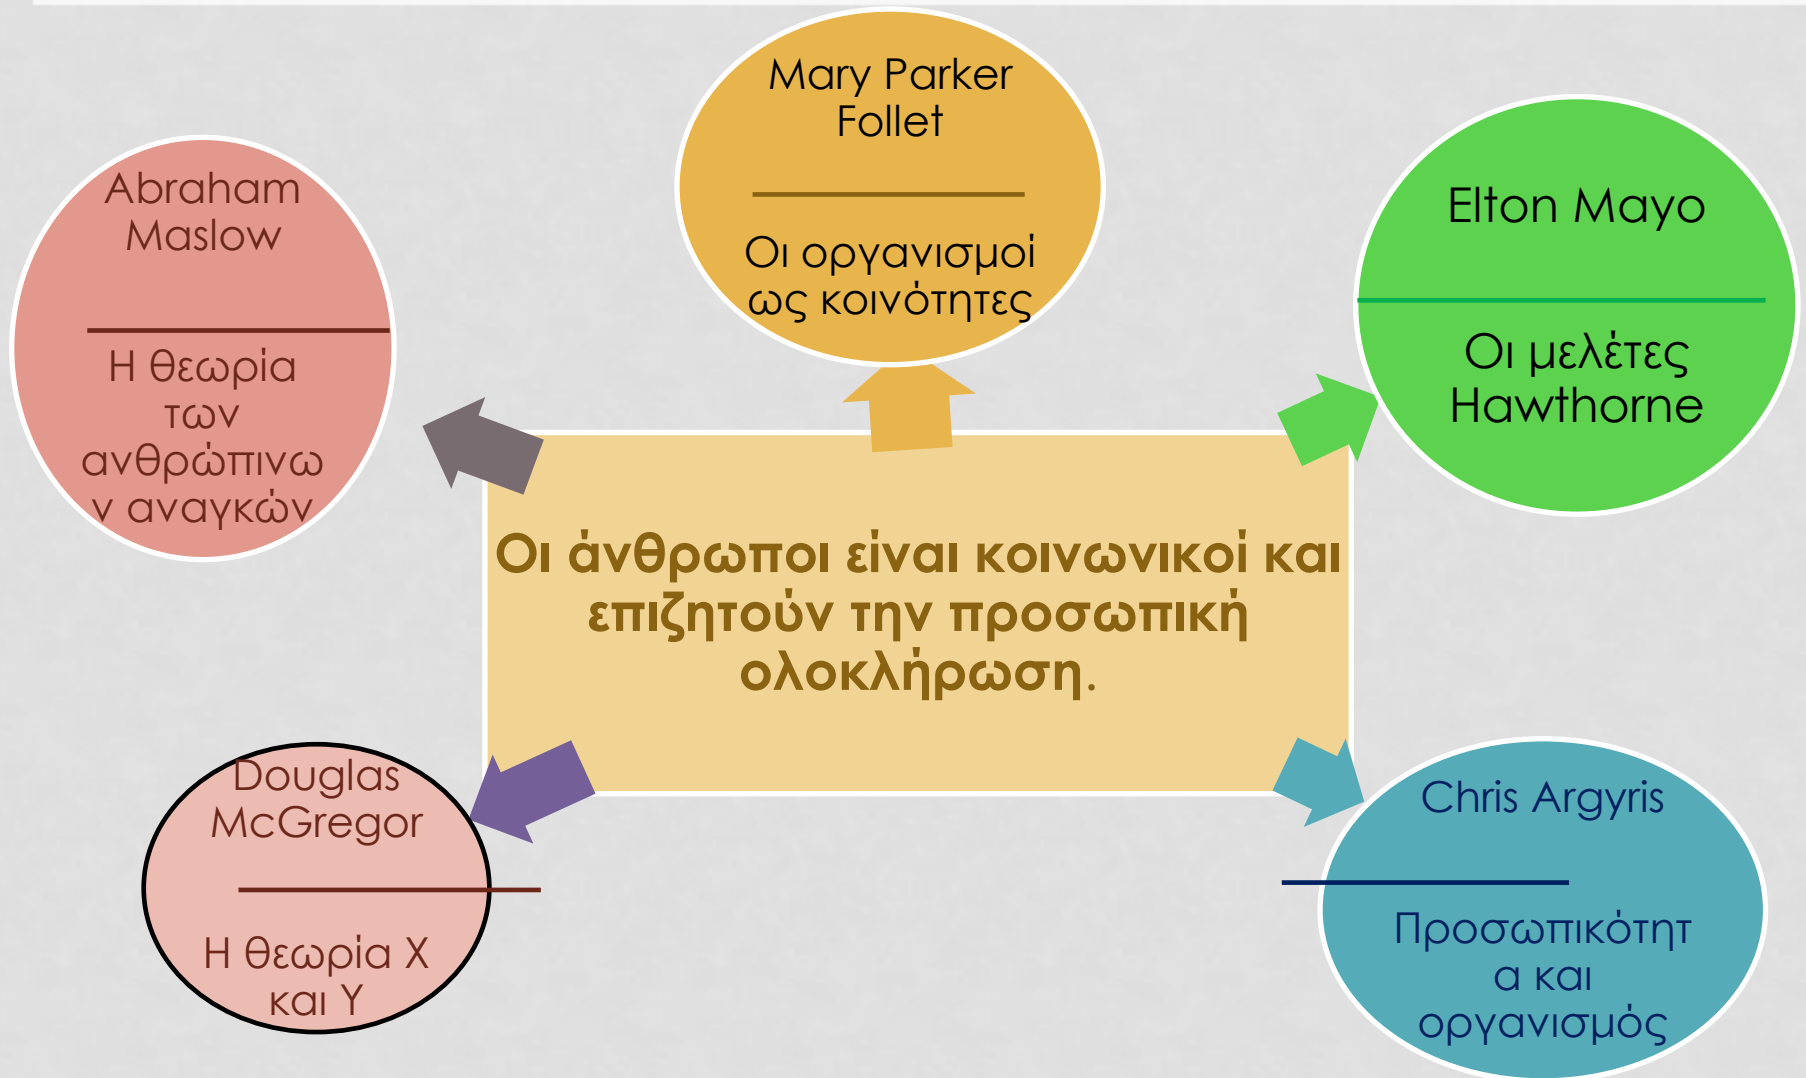 Mary Parker
Follet
Οι οργανισμοί
ως κοινότητες
Abraham
Maslow
Η θεωρία
των
ανθρώπινω
ν αναγκών
Elton Mayo
Οι μελέτες
Hawthorne
Οι άνθρωποι είναι κοινωνικοί και
επιζητούν την προσωπική
ολοκλήρωση.
Douglas
McGregor
Η θεωρία Χ
και Υ
Chris Argyris
Προσωπικότητ
α και
οργανισμός